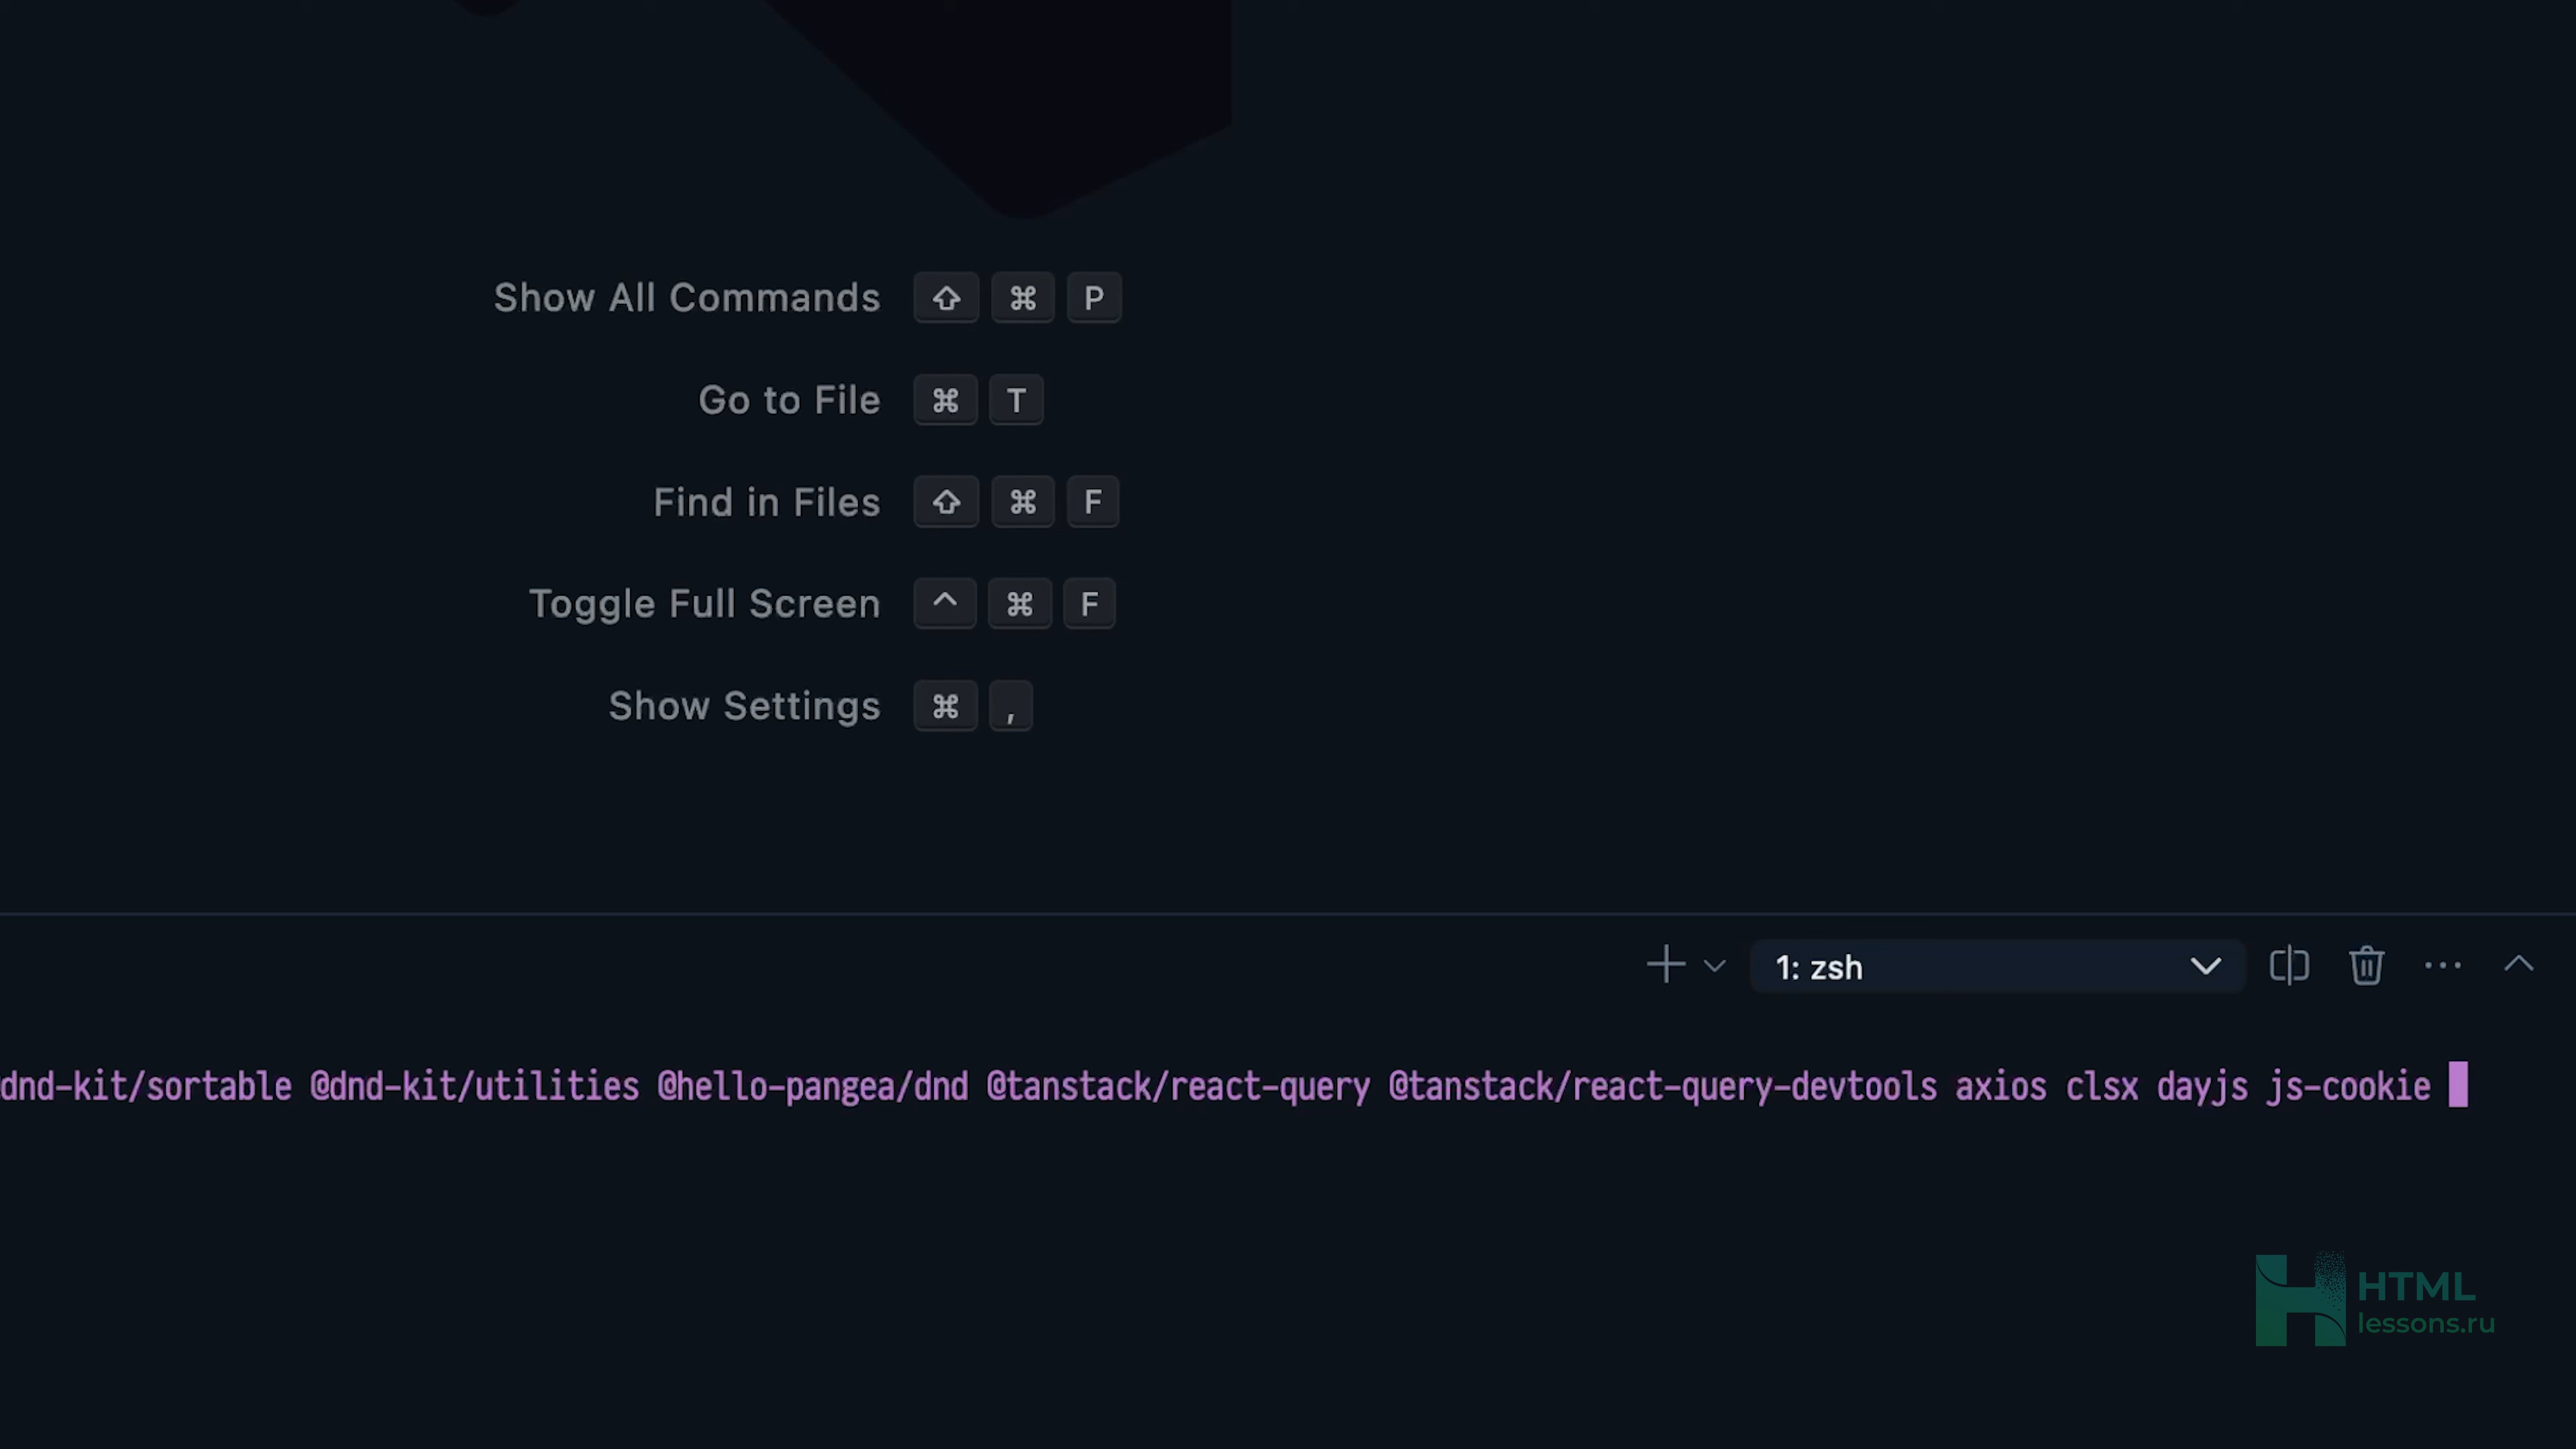 Show All Commands ⇧ ⌘ P
Go to File ⌘ T
Find in Files ⇧ ⌘ F
Toggle Full Screen ^ ⌘ F
Show Settings ⌘ ,
1: zsh
dnd-kit/sortable @dnd-kit/utilities @hello-pangea/dnd @tanstack/react-query @tanstack/react-query-devtools axios clsx dayjs js-cookie
HTML
lessons.ru